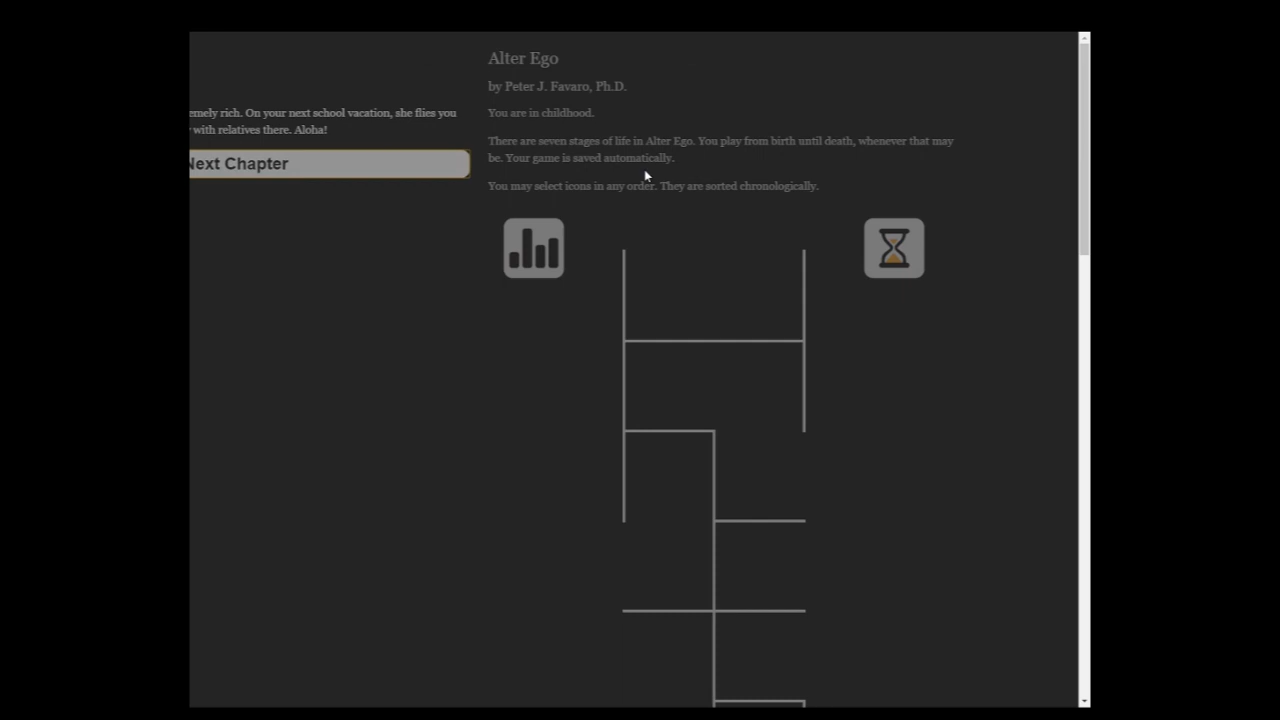 emely rich. On your next school vacation, she flies you
with relatives there. Aloha!
Next Chapter
Alter Ego
by Peter J. Favaro, Ph.D.
You are in childhood.
There are seven stages of life in Alter Ego. You play from birth until death, whenever that may
be. Your game is saved automatically.
You may select icons in any order. They are sorted chronologically.